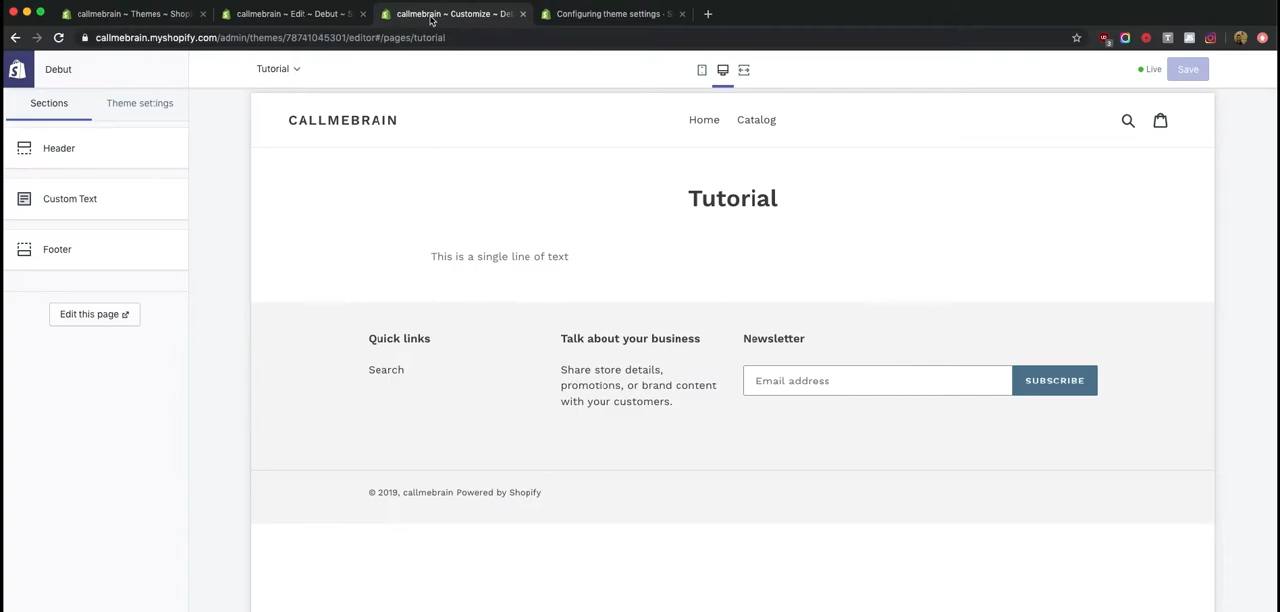 callmebrain ~ Themes ~ Shopi
callmebrain ~ Edit ~ Debut ~ S
callmebrain ~ Customize ~ De
Configuring theme settings · S
callmebrain.myshopify.com/admin/themes/78741045301/editor#/pages/tutorial
3
Debut
Tutorial
Live
Save
Sections
Theme settings
Header
Custom Text
Footer
Edit this page
CALLMEBRAIN
Home
Catalog
Tutorial
This is a single line of text
Quick links
Search
Talk about your business
Share store details,
promotions, or brand content
with your customers.
Newsletter
Email address
SUBSCRIBE
© 2019, callmebrain Powered by Shopify